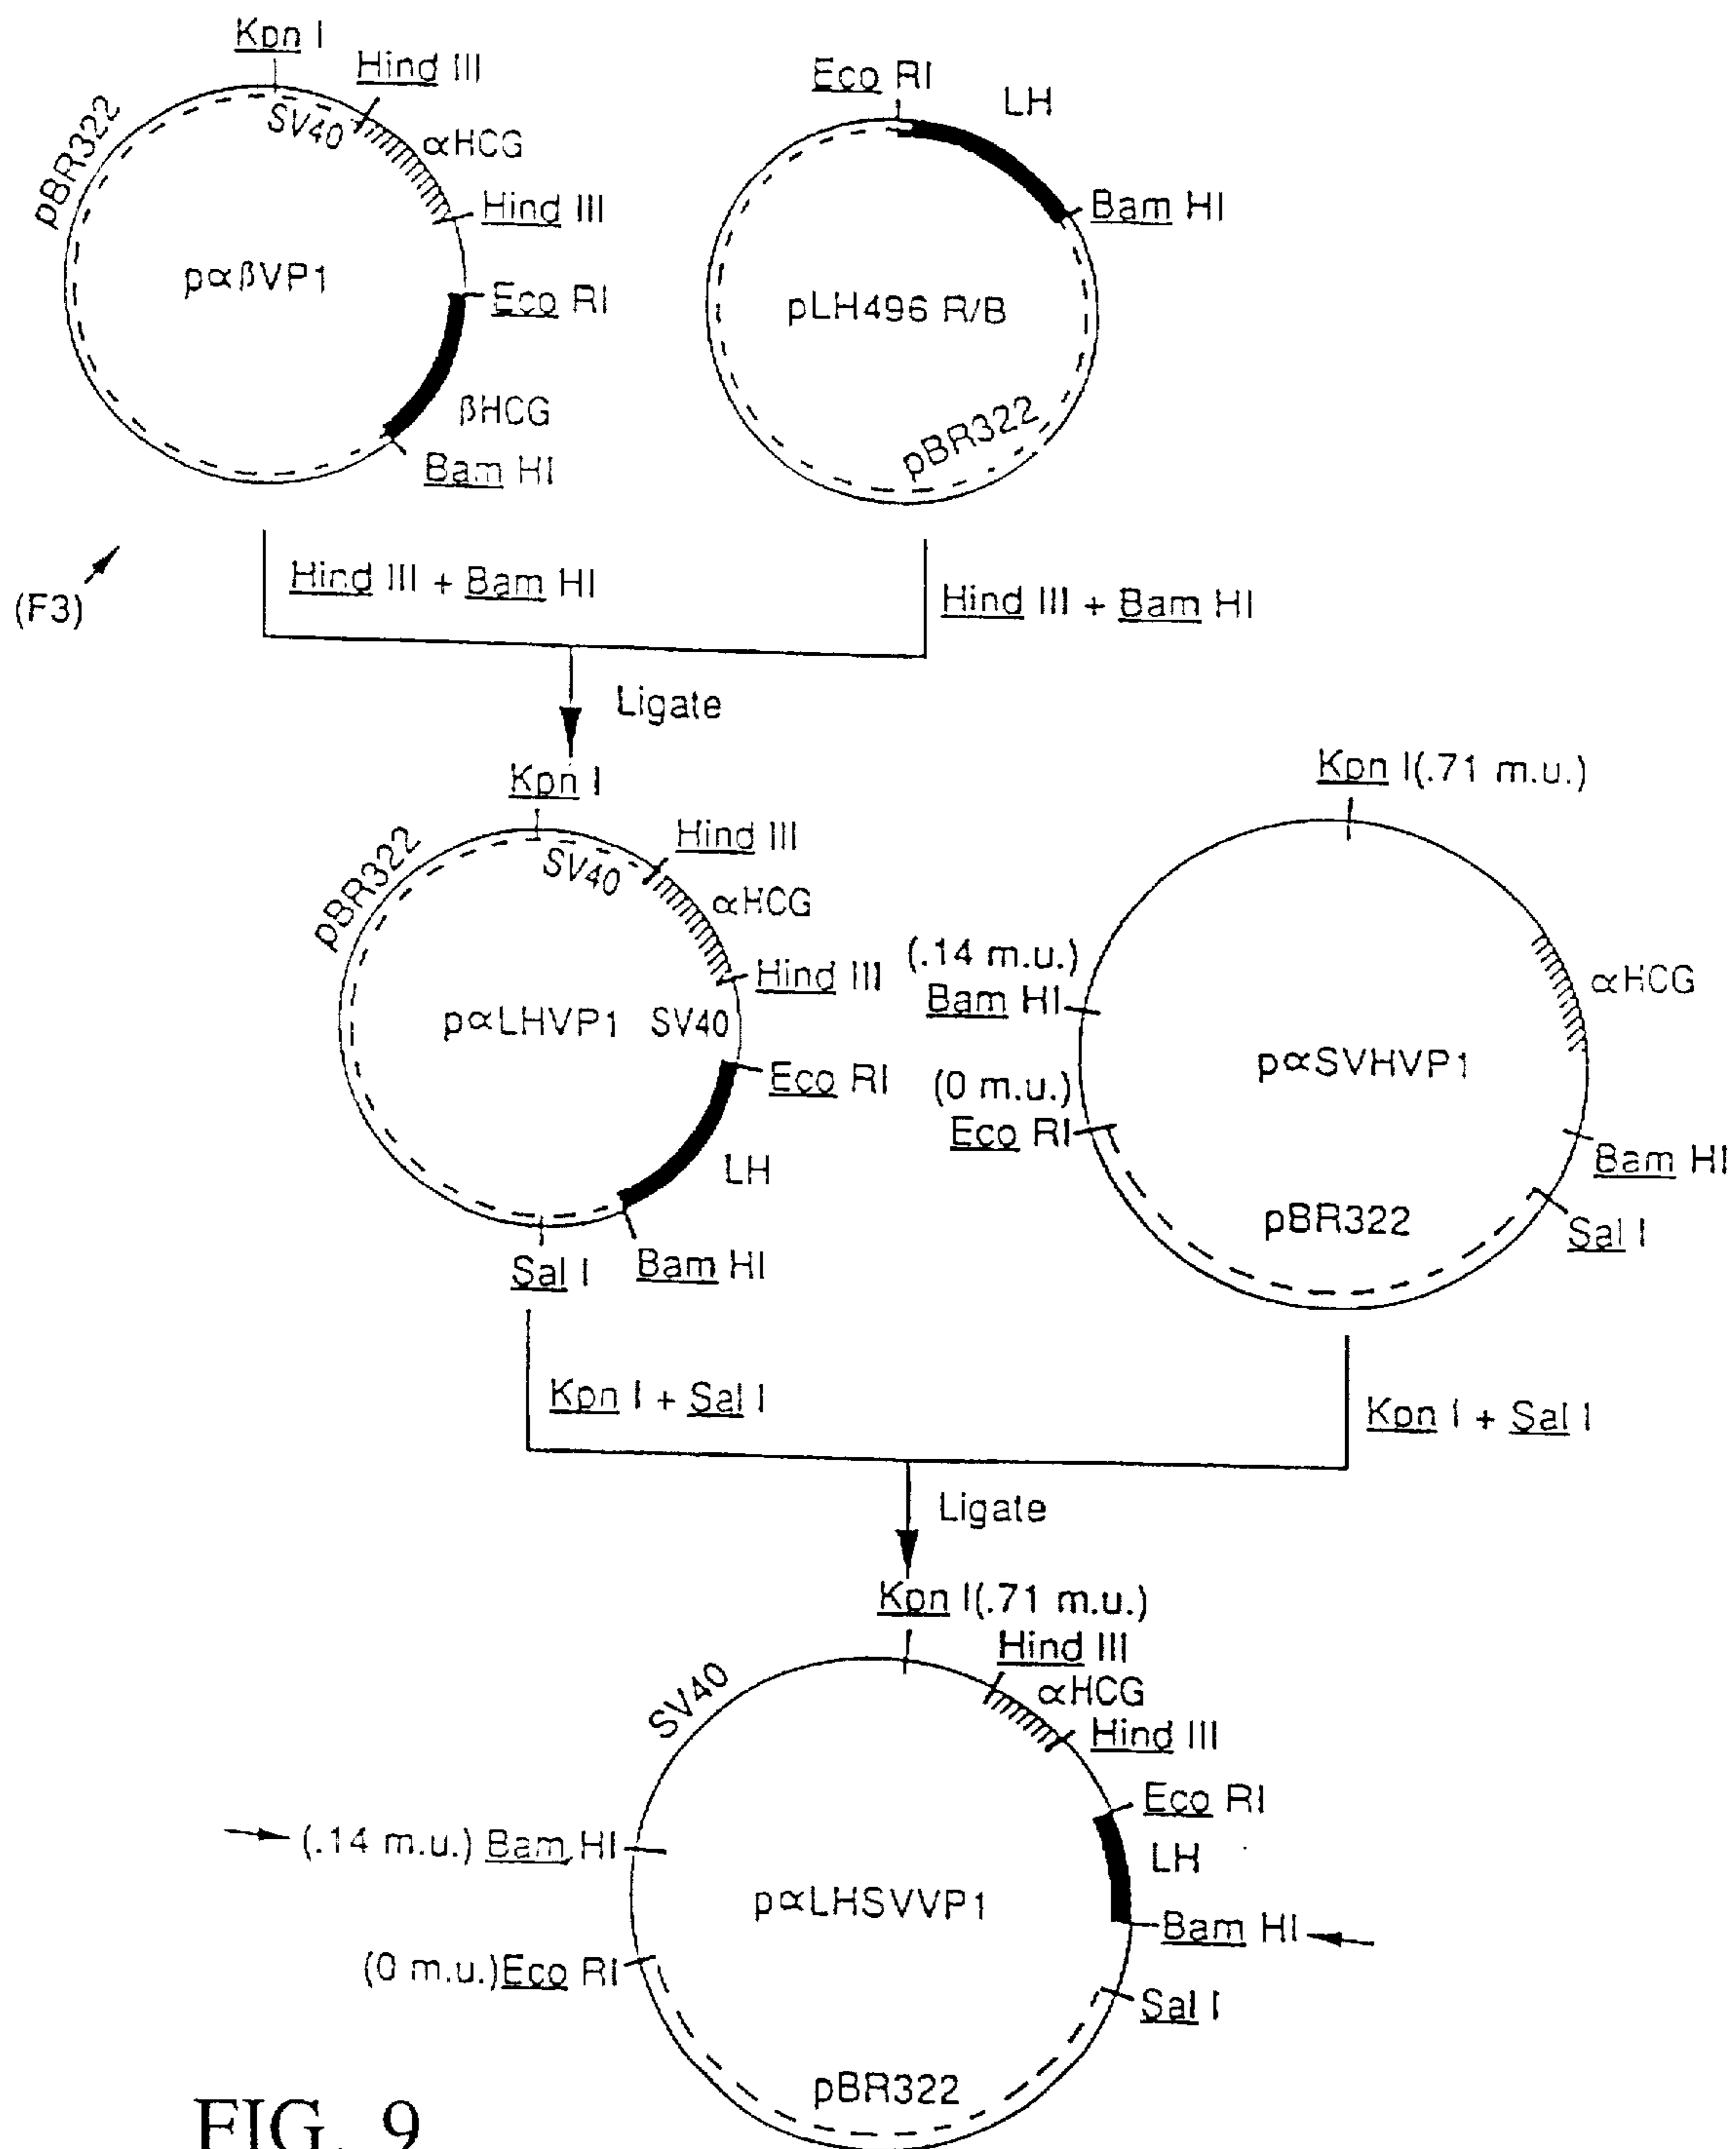 Kpn I
Hind III
pBR322
SV40
αHCG
Hind III
pαβVP1
Eco RI
βHCG
Bam HI
Eco RI
LH
Bam HI
pLH496 R/B
pBR322
(F3)
Hind III + Bam HI
Hind III + Bam HI
Ligate
Kpn I
Hind III
pBR322
SV40
αHCG
Hind III
pαLHVP1
SV40
Eco RI
LH
Bam HI
Sal I
Kpn I(.71 m.u.)
(.14 m.u.)
Bam HI
αHCG
pαSVHVP1
(0 m.u.)
Eco RI
Bam HI
pBR322
Sal I
Kpn I + Sal I
Kpn I + Sal I
Ligate
Kpn I(.71 m.u.)
Hind III
SV40
αHCG
Hind III
Eco RI
(.14 m.u.) Bam HI
LH
pαLHSVVP1
Bam HI
(0 m.u.)Eco RI
Sal I
pBR322
FIG. 9